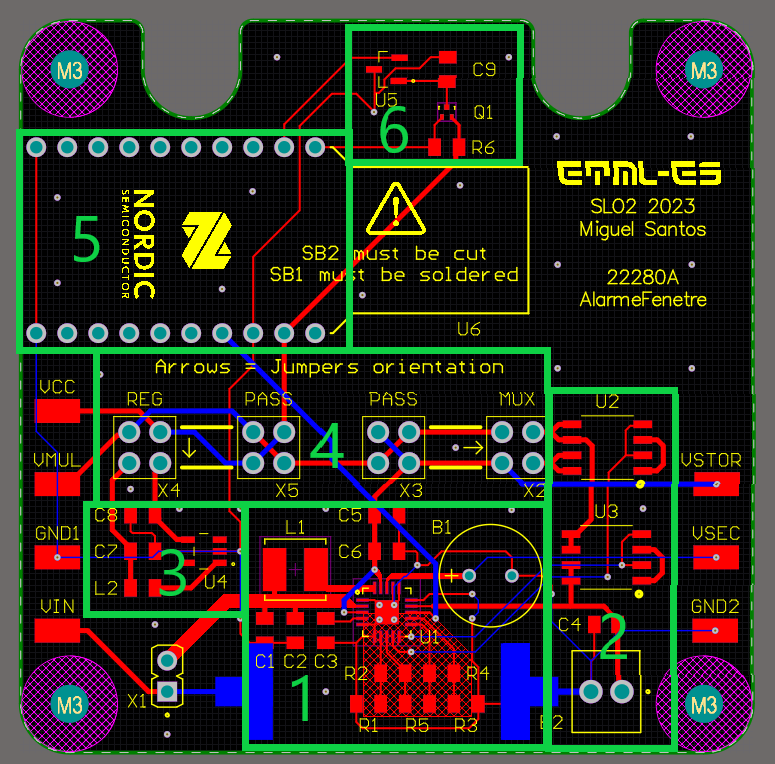 M3
M3
C9
U5
Q1
6
R6
ETML-ES
SL02 2023
Miguel Santos
22280A
AlarmeFenetre
5
NORDIC
SEMICONDUCTOR
!
SB2 must be cut
SB1 must be soldered
U6
Arrows = Jumpers orientation
VCC
REG
PASS
PASS
MUX
U2
4
VMUL
VSTOR
X4
X5
X3
X2
C8
C5
B1
U3
GND1
L1
VSEC
C7
C6
3
U4
L2
+
VIN
GND2
U1
C4
2
C1 C2 C3
R2
R4
1
M3
X1
R1
R5
R3
M3